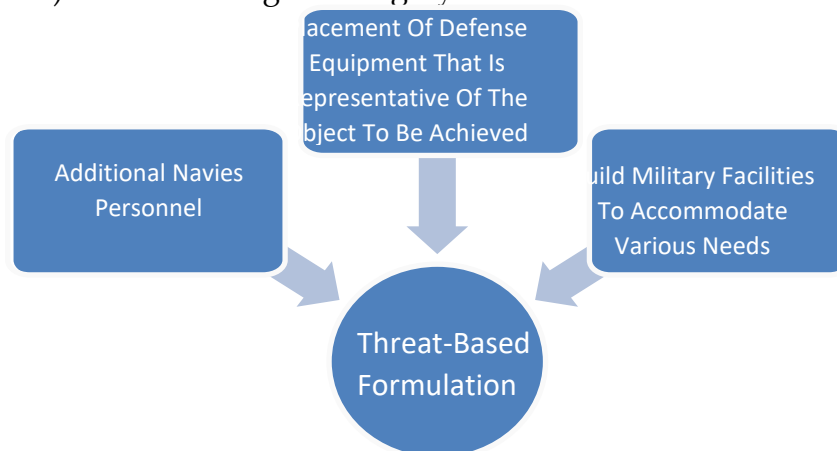 lacement Of Defense
Equipment That Is
epresentative Of The
bject To Be Achieved
Additional Navies
Personnel
uild Military Facilities
To Accommodate
Various Needs
Threat-Based
Formulation